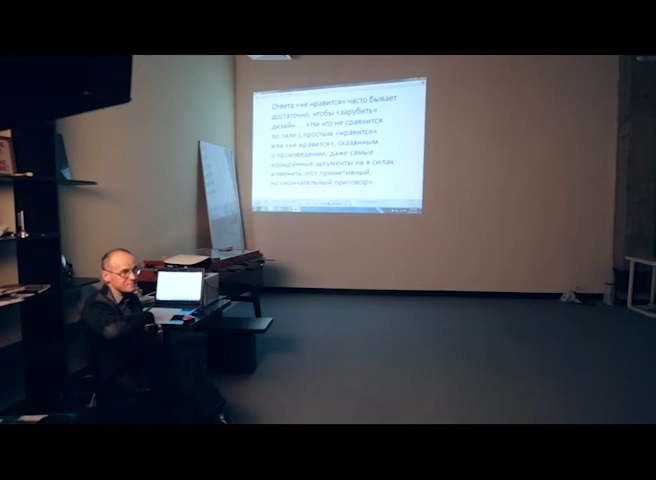 Ответа «не нравится» часто бывает
достаточно, чтобы «зарубить»
дизайн. ... «Ни что не сравнится
по силе с простым «нравится»
или «не нравится», сказанным
о произведении; даже самые
изощрённые аргументы не в силах
изменить этот примитивный,
но окончательный приговор».